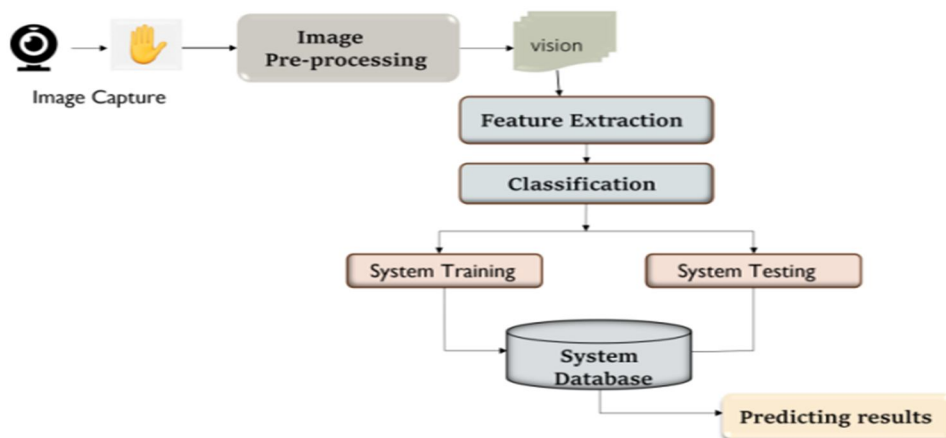 Image
Pre-processing
vision
Image Capture
Feature Extraction
Classification
System Training
System Testing
System
Database
Predicting results